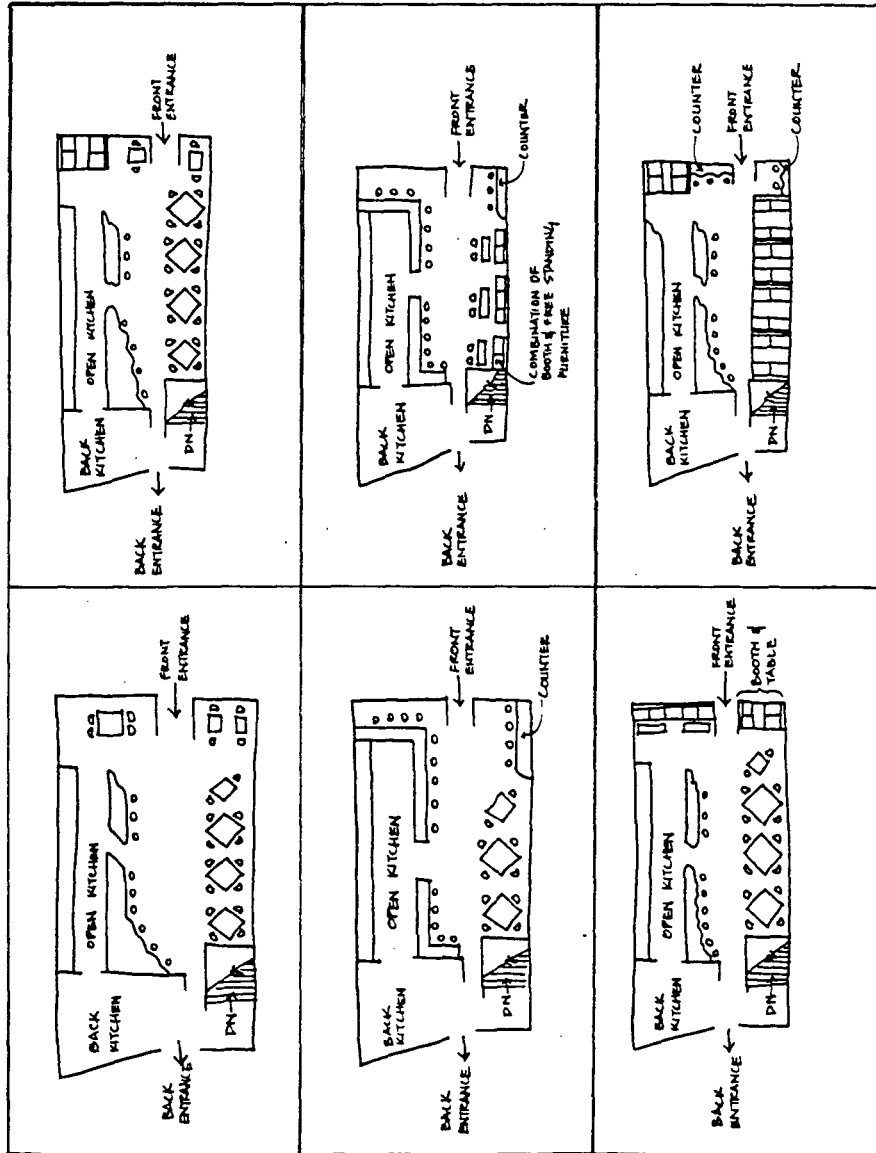 BACK
KITCHEN
OPEN KITCHEN
FRONT
ENTRANCE
DN
BACK
ENTRANCE
BACK
KITCHEN
OPEN KITCHEN
FRONT
ENTRANCE
COUNTER
DN
COMBINATION OF
BOOTH & FREE STANDING
FURNITURE
BACK
ENTRANCE
BACK
KITCHEN
OPEN KITCHEN
COUNTER
FRONT
ENTRANCE
COUNTER
DN
BACK
ENTRANCE
BACK
KITCHEN
OPEN KITCHEN
FRONT
ENTRANCE
DN
BACK
ENTRANCE
BACK
KITCHEN
OPEN KITCHEN
FRONT
ENTRANCE
COUNTER
DN
BACK
ENTRANCE
BACK
KITCHEN
OPEN KITCHEN
FRONT
ENTRANCE
BOOTH &
TABLE
DN
BACK
ENTRANCE